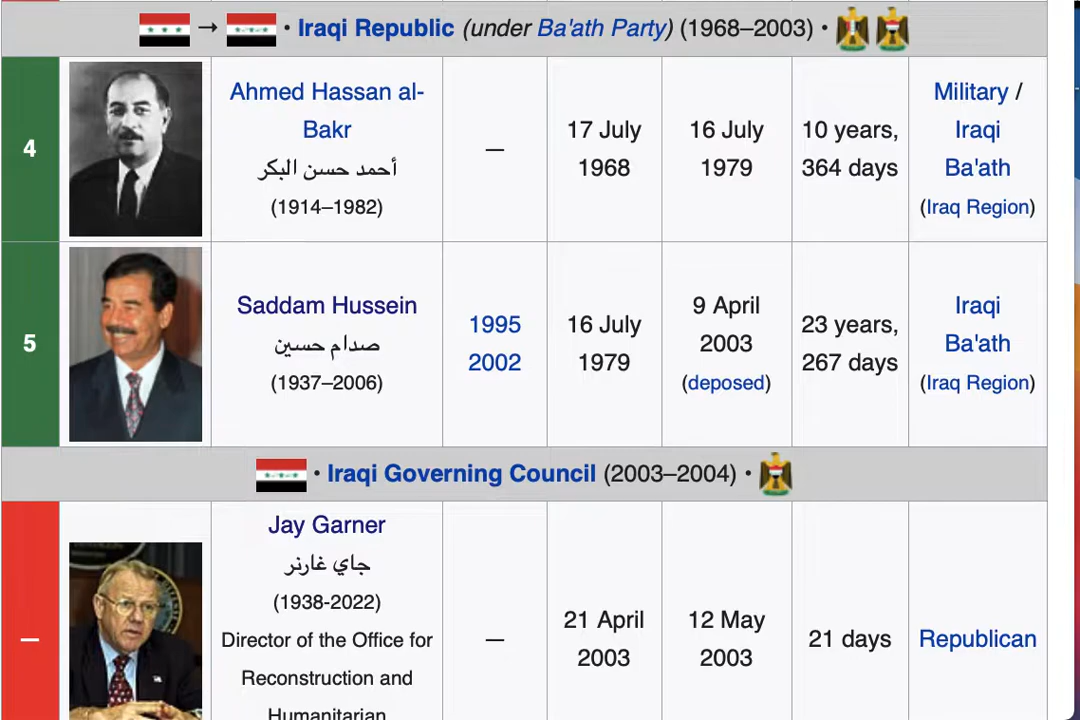 → • Iraqi Republic (under Ba'ath Party) (1968–2003) •
4
Ahmed Hassan al-
Bakr
أحمد حسن البكر
(1914–1982)
—
17 July
1968
16 July
1979
10 years,
364 days
Military /
Iraqi
Ba'ath
(Iraq Region)
5
Saddam Hussein
صدام حسين
(1937–2006)
1995
2002
16 July
1979
9 April
2003
(deposed)
23 years,
267 days
Iraqi
Ba'ath
(Iraq Region)
• Iraqi Governing Council (2003–2004) •
—
Jay Garner
جاي غارنر
(1938-2022)
Director of the Office for
Reconstruction and
Humanitarian
—
21 April
2003
12 May
2003
21 days
Republican